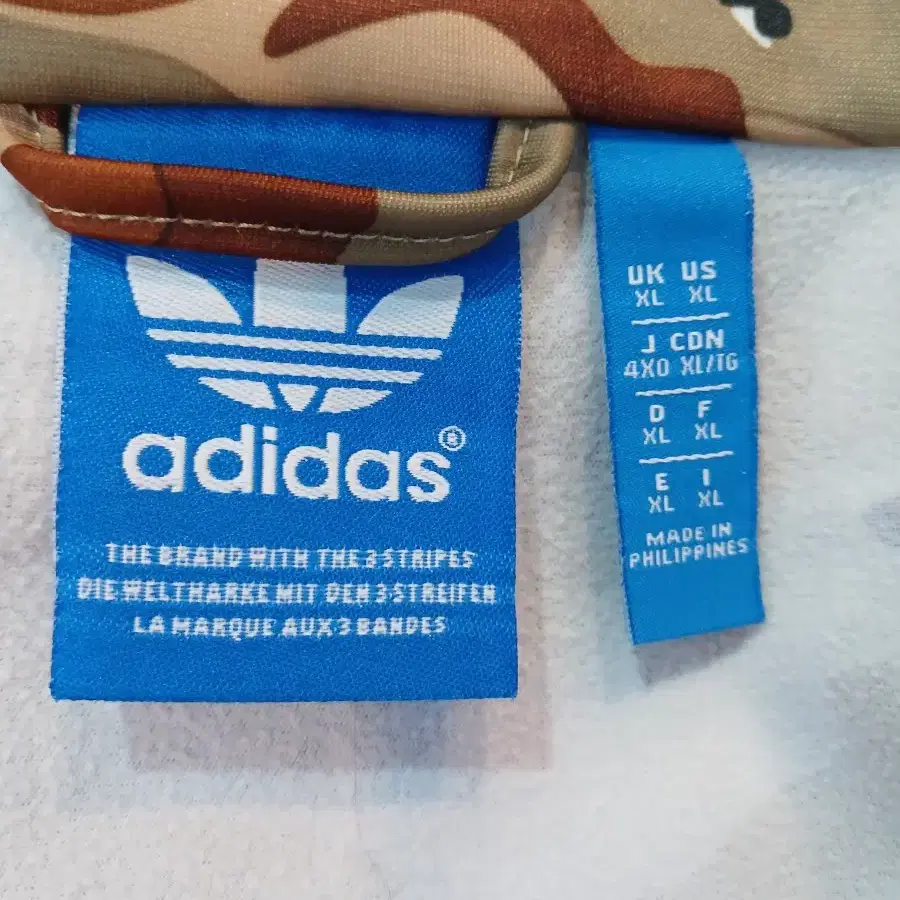 adidas®
THE BRAND WITH THE 3 STRIPES
DIE WELTMARKE MIT DEN 3 STREIFEN
LA MARQUE AUX 3 BANDES
UK US
XL XL
J CDN
4XO XL/TG
D F
XL XL
E I
XL XL
MADE IN
PHILIPPINES